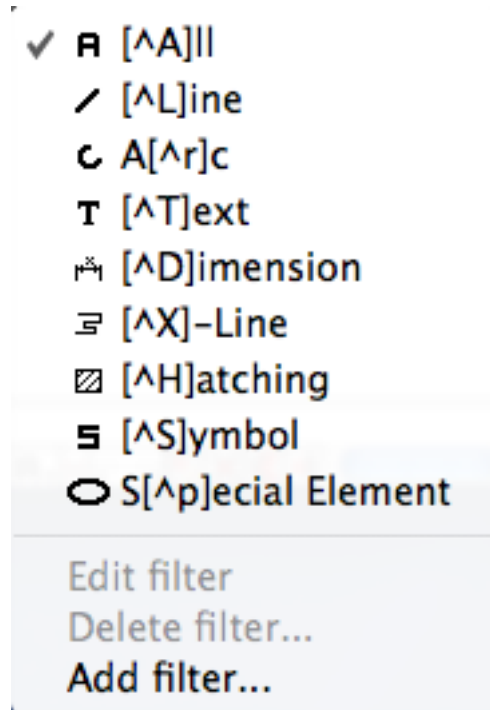 [^A]ll
[^L]ine
A[^r]c
T [^T]ext
[^D]imension
[^X]-Line
[^H]atching
S [^S]ymbol
S[^p]ecial Element
Edit filter
Delete filter...
Add filter...